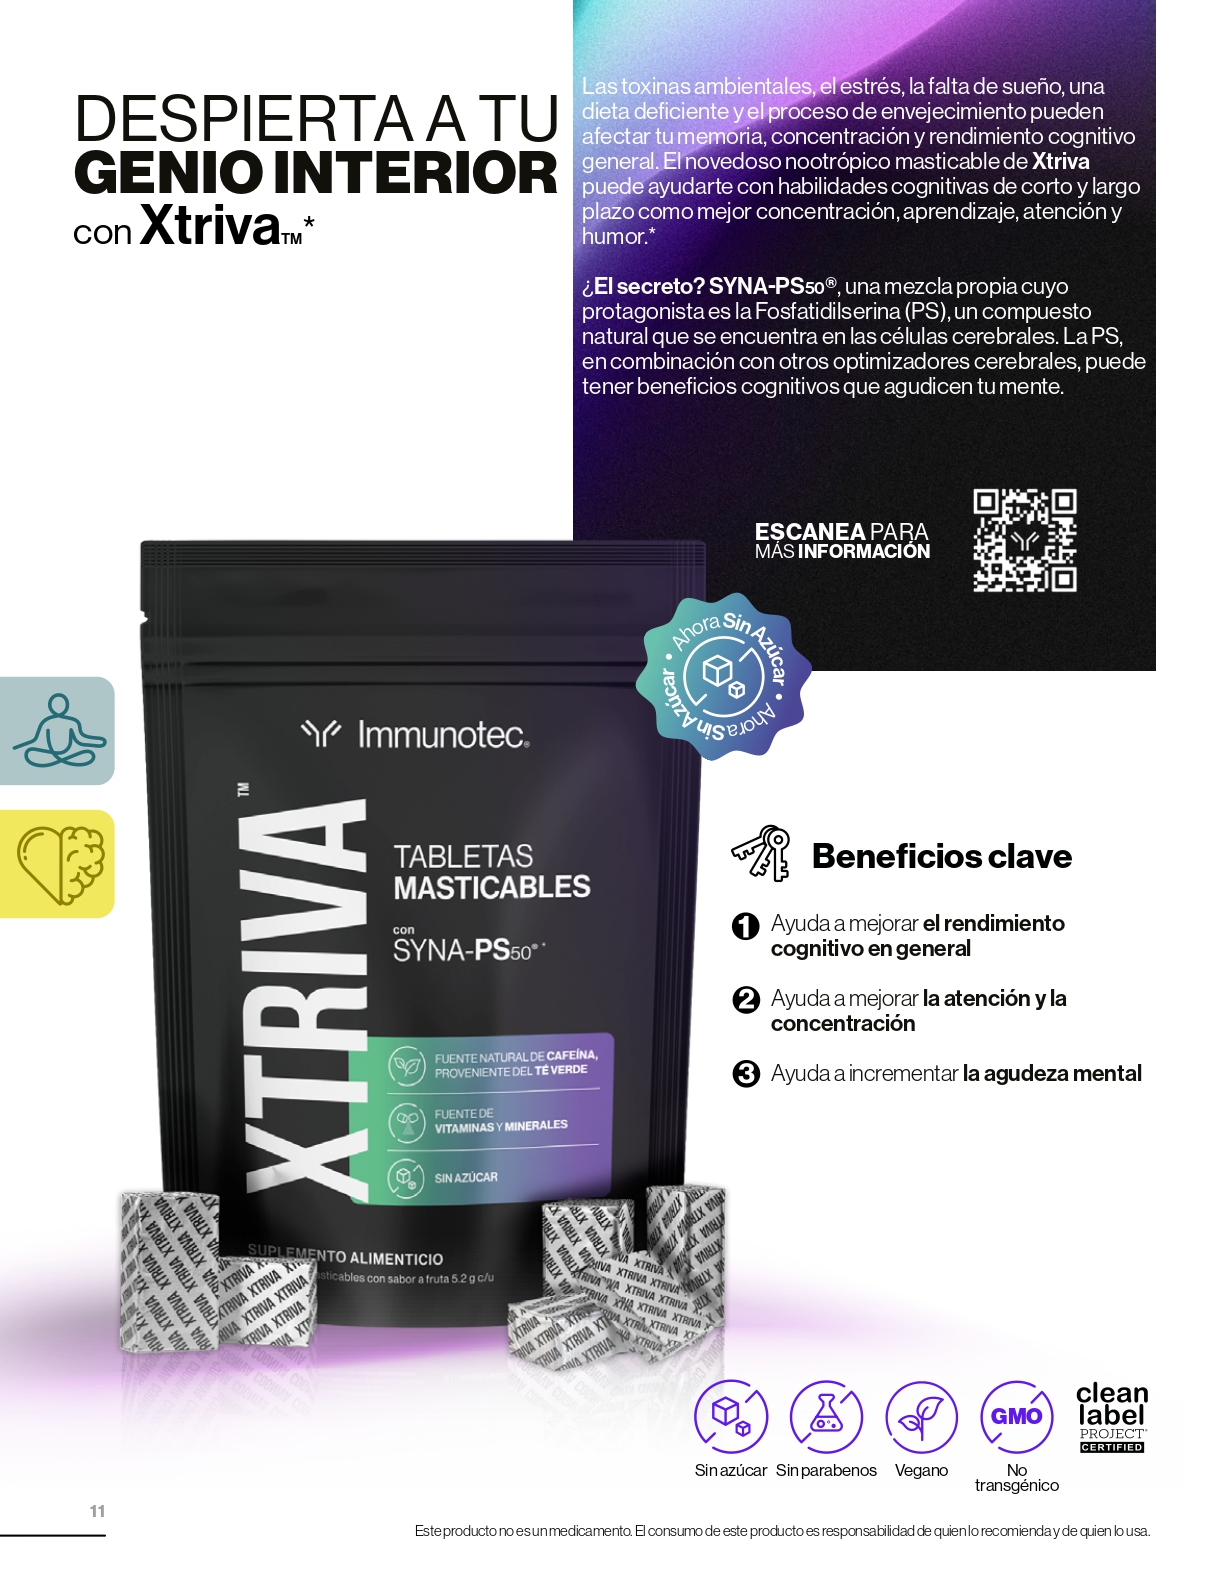 DESPIERTA A TU
GENIO INTERIOR
con Xtriva™*
Las toxinas ambientales, el estrés, la falta de sueño, una
dieta deficiente y el proceso de envejecimiento pueden
afectar tu memoria, concentración y rendimiento cognitivo
general. El novedoso nootrópico masticable de Xtriva
puede ayudarte con habilidades cognitivas de corto y largo
plazo como mejor concentración, aprendizaje, atención y
humor.*
¿El secreto? SYNA-PS50®, una mezcla propia cuyo
protagonista es la Fosfatidilserina (PS), un compuesto
natural que se encuentra en las células cerebrales. La PS,
en combinación con otros optimizadores cerebrales, puede
tener beneficios cognitivos que agudicen tu mente.
ESCANEA PARA
MÁS INFORMACIÓN
• Ahora Sin Azúcar • Ahora Sin Azúcar
Immunotec®
XTRIVA™
TABLETAS
MASTICABLES
con
SYNA-PS50®*
FUENTE NATURAL DE CAFEÍNA,
PROVENIENTE DEL TÉ VERDE
FUENTE DE
VITAMINAS Y MINERALES
SIN AZÚCAR
SUPLEMENTO ALIMENTICIO
con sabor a fruta 5.2 g c/u
XTRIVA XTRIVA XTRIVA
Beneficios clave
1 Ayuda a mejorar el rendimiento
cognitivo en general
2 Ayuda a mejorar la atención y la
concentración
3 Ayuda a incrementar la agudeza mental
GMO
clean
label
PROJECT®
CERTIFIED
Sin azúcar Sin parabenos Vegano No
transgénico
11
Este producto no es un medicamento. El consumo de este producto es responsabilidad de quien lo recomienda y de quien lo usa.